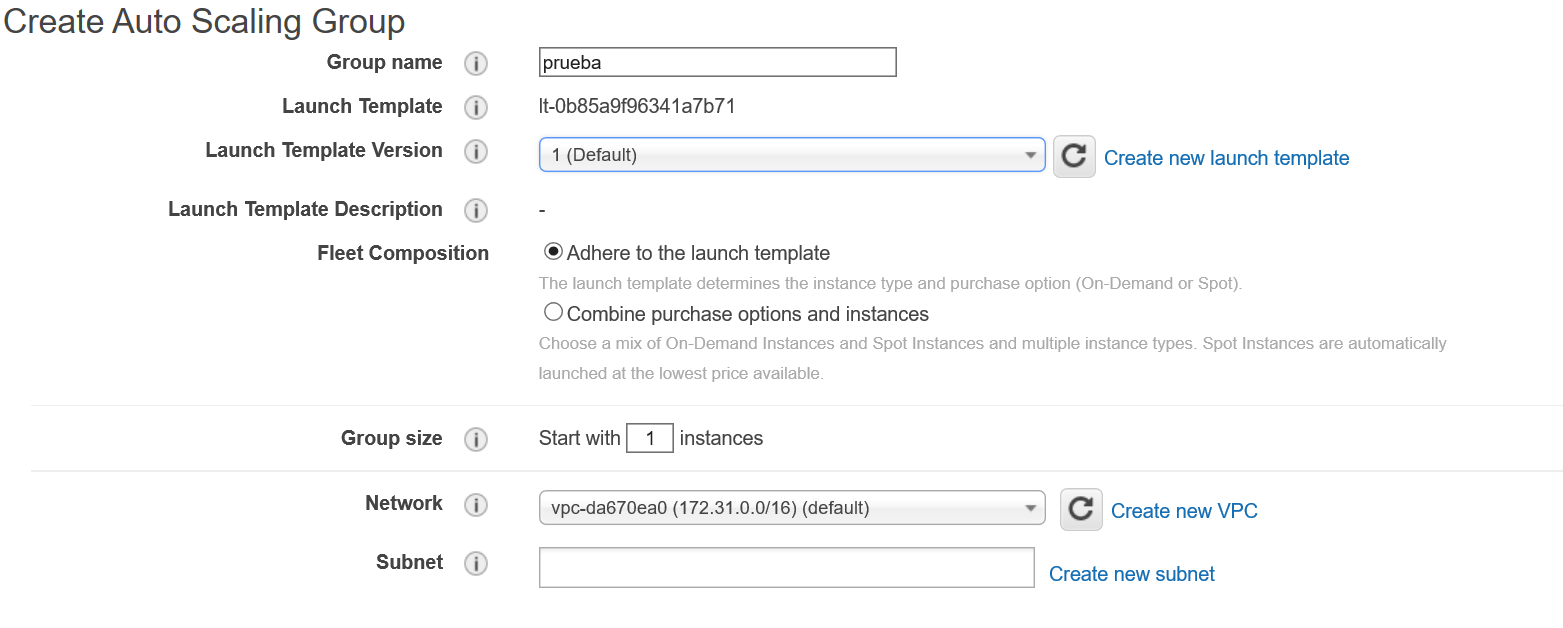 Create Auto Scaling Group
Group name i prueba
Launch Template i lt-0b85a9f96341a7b71
Launch Template Version i 1 (Default) Create new launch template
Launch Template Description i -
Fleet Composition Adhere to the launch template
The launch template determines the instance type and purchase option (On-Demand or Spot).
Combine purchase options and instances
Choose a mix of On-Demand Instances and Spot Instances and multiple instance types. Spot Instances are automatically
launched at the lowest price available.
Group size i Start with 1 instances
Network i vpc-da670ea0 (172.31.0.0/16) (default) Create new VPC
Subnet i Create new subnet